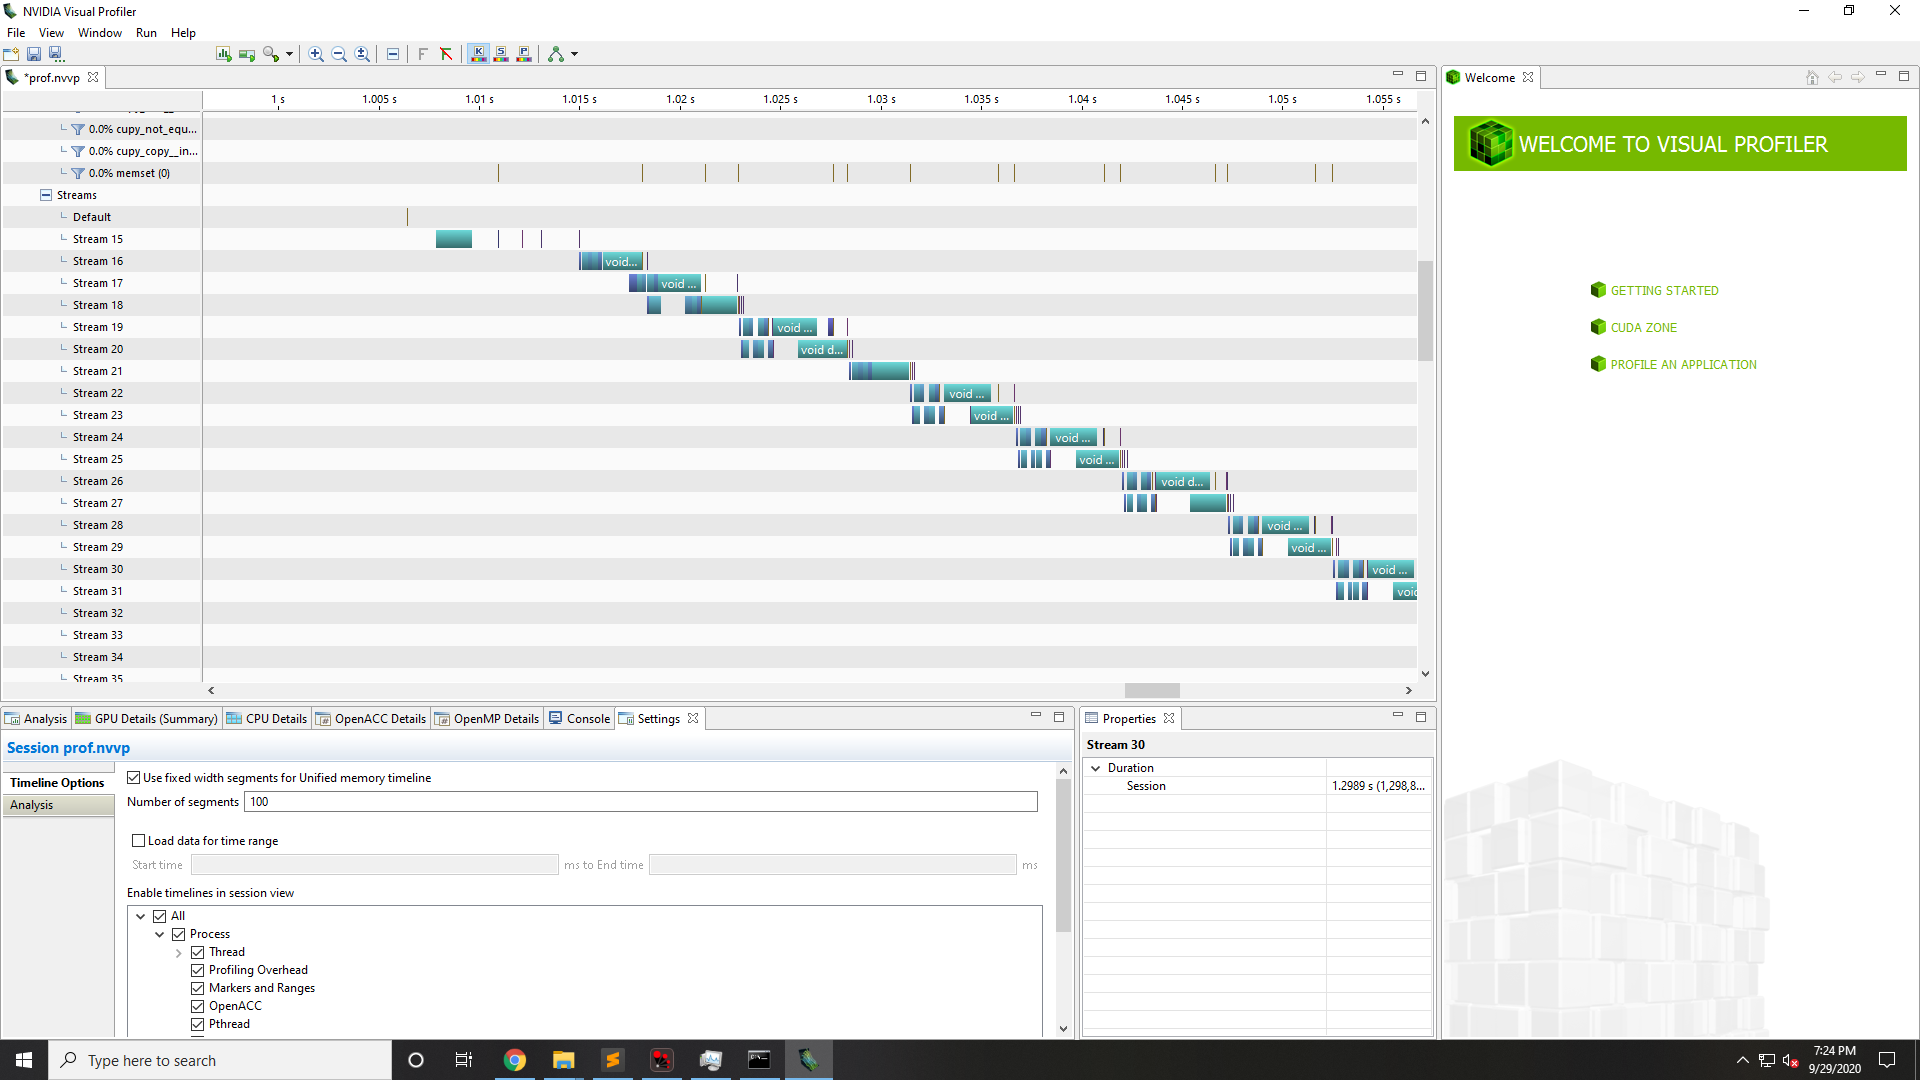 NVIDIA Visual Profiler
File View Window Run Help
*prof.nvvp
Welcome
1 s 1.005 s 1.01 s 1.015 s 1.02 s 1.025 s 1.03 s 1.035 s 1.04 s 1.045 s 1.05 s 1.055 s
0.0% cupy_not_equ...
0.0% cupy_copy__in...
0.0% memset (0)
Streams
Default
Stream 15
Stream 16 void...
Stream 17 void ...
Stream 18
Stream 19 void ...
Stream 20 void d...
Stream 21
Stream 22 void ...
Stream 23 void ...
Stream 24 void ...
Stream 25 void ...
Stream 26 void d...
Stream 27
Stream 28 void ...
Stream 29 void ...
Stream 30 void ...
Stream 31
Stream 32
Stream 33
Stream 34
Stream 35
WELCOME TO VISUAL PROFILER
GETTING STARTED
CUDA ZONE
PROFILE AN APPLICATION
Analysis GPU Details (Summary) CPU Details OpenACC Details OpenMP Details Console Settings
Session prof.nvvp
Timeline Options
Analysis
Use fixed width segments for Unified memory timeline
Number of segments 100
Load data for time range
Start time ms to End time ms
Enable timelines in session view
All
Process
Thread
Profiling Overhead
Markers and Ranges
OpenACC
Pthread
Properties
Stream 30
Duration
Session 1.2989 s (1,298,8...
Type here to search
7:24 PM
9/29/2020